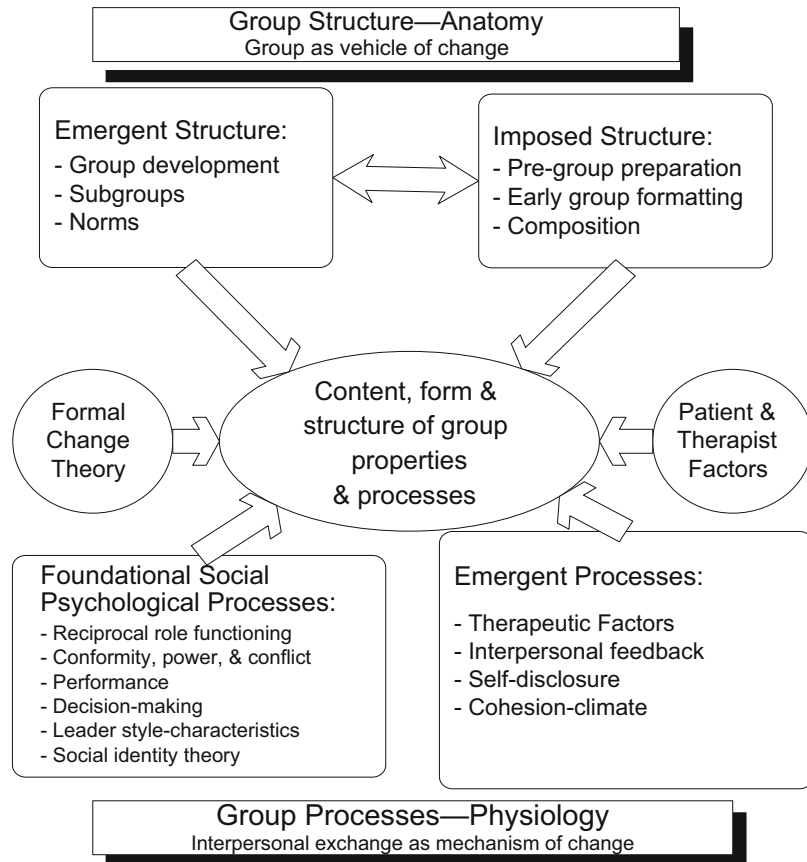 Group Structure—Anatomy
Group as vehicle of change
Emergent Structure:
- Group development
- Subgroups
- Norms
Imposed Structure:
- Pre-group preparation
- Early group formatting
- Composition
Formal
Change
Theory
Content, form &
structure of group
properties
& processes
Patient &
Therapist
Factors
Foundational Social
Psychological Processes:
- Reciprocal role functioning
- Conformity, power, & conflict
- Performance
- Decision-making
- Leader style-characteristics
- Social identity theory
Emergent Processes:
- Therapeutic Factors
- Interpersonal feedback
- Self-disclosure
- Cohesion-climate
Group Processes—Physiology
Interpersonal exchange as mechanism of change